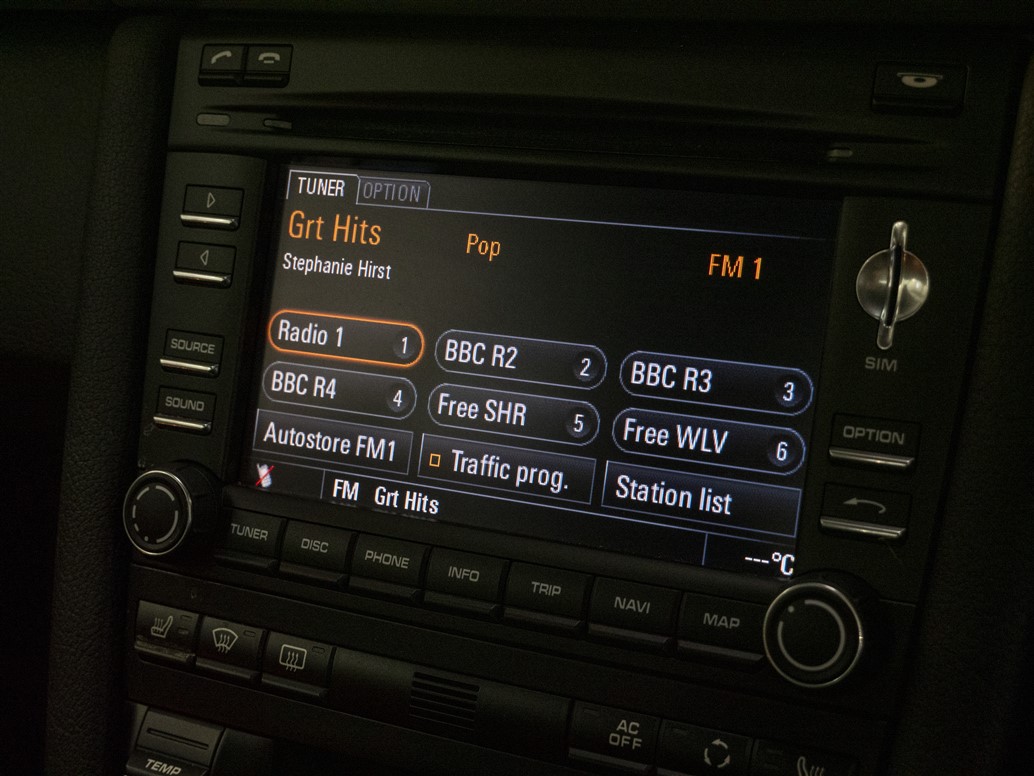 TUNER OPTION
Grt Hits Pop FM 1
Stephanie Hirst
Radio 1 1 BBC R2 2 BBC R3 3
BBC R4 4 Free SHR 5 Free WLV 6
Autostore FM1 Traffic prog. Station list
FM Grt Hits
---°C
SOURCE
SOUND
SIM
OPTION
TUNER DISC PHONE INFO TRIP NAVI MAP
AC
OFF
TEMP